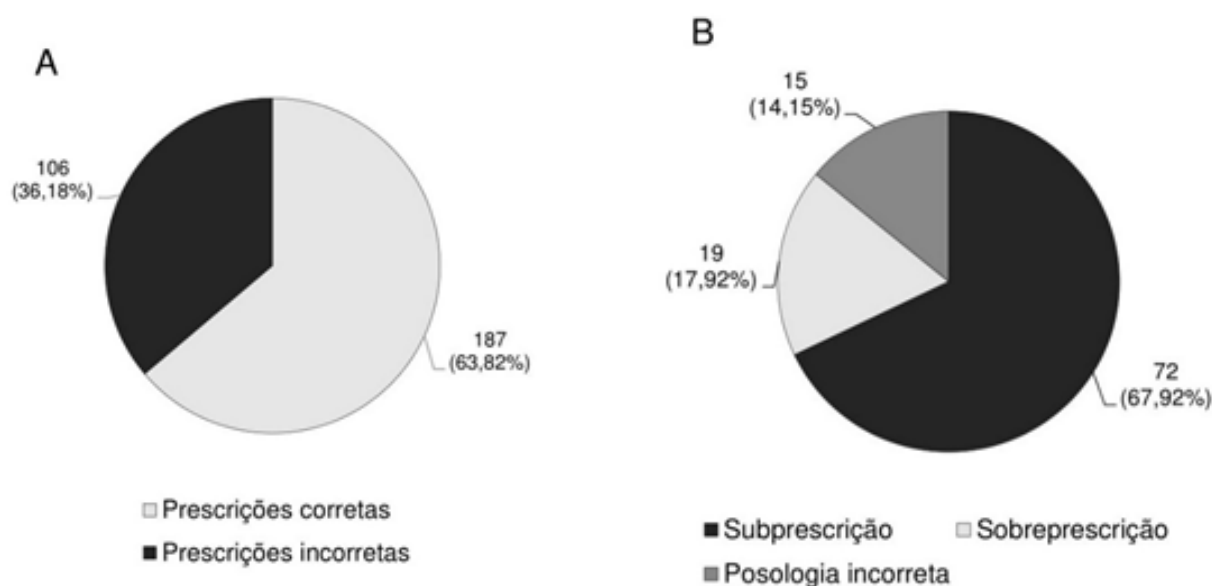 A
106
(36,18%)
187
(63,82%)
Prescrições corretas
Prescrições incorretas
B
15
(14,15%)
19
(17,92%)
72
(67,92%)
Subprescrição
Sobreprescrição
Posologia incorreta